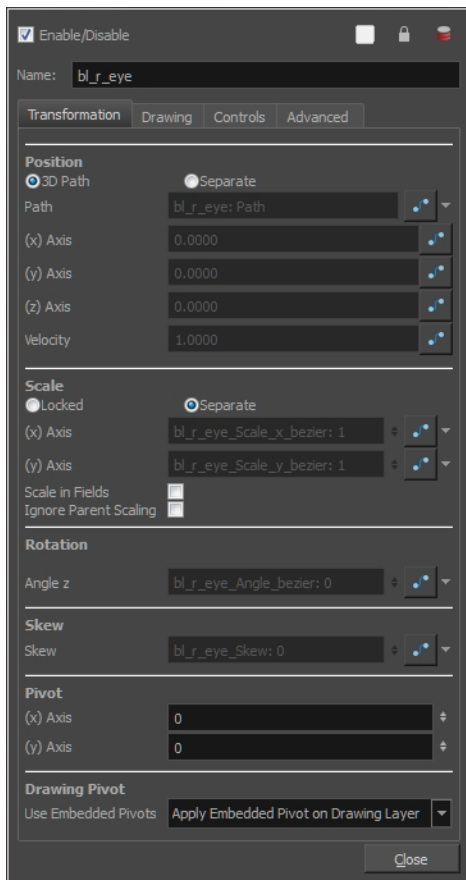 Enable/Disable
Name: bl_r_eye
Transformation Drawing Controls Advanced
Position
3D Path Separate
Path bl_r_eye: Path
(x) Axis 0.0000
(y) Axis 0.0000
(z) Axis 0.0000
Velocity 1.0000
Scale
Locked Separate
(x) Axis bl_r_eye_Scale_x_bezier: 1
(y) Axis bl_r_eye_Scale_y_bezier: 1
Scale in Fields
Ignore Parent Scaling
Rotation
Angle z bl_r_eye_Angle_bezier: 0
Skew
Skew bl_r_eye_Skew: 0
Pivot
(x) Axis 0
(y) Axis 0
Drawing Pivot
Use Embedded Pivots Apply Embedded Pivot on Drawing Layer
Close